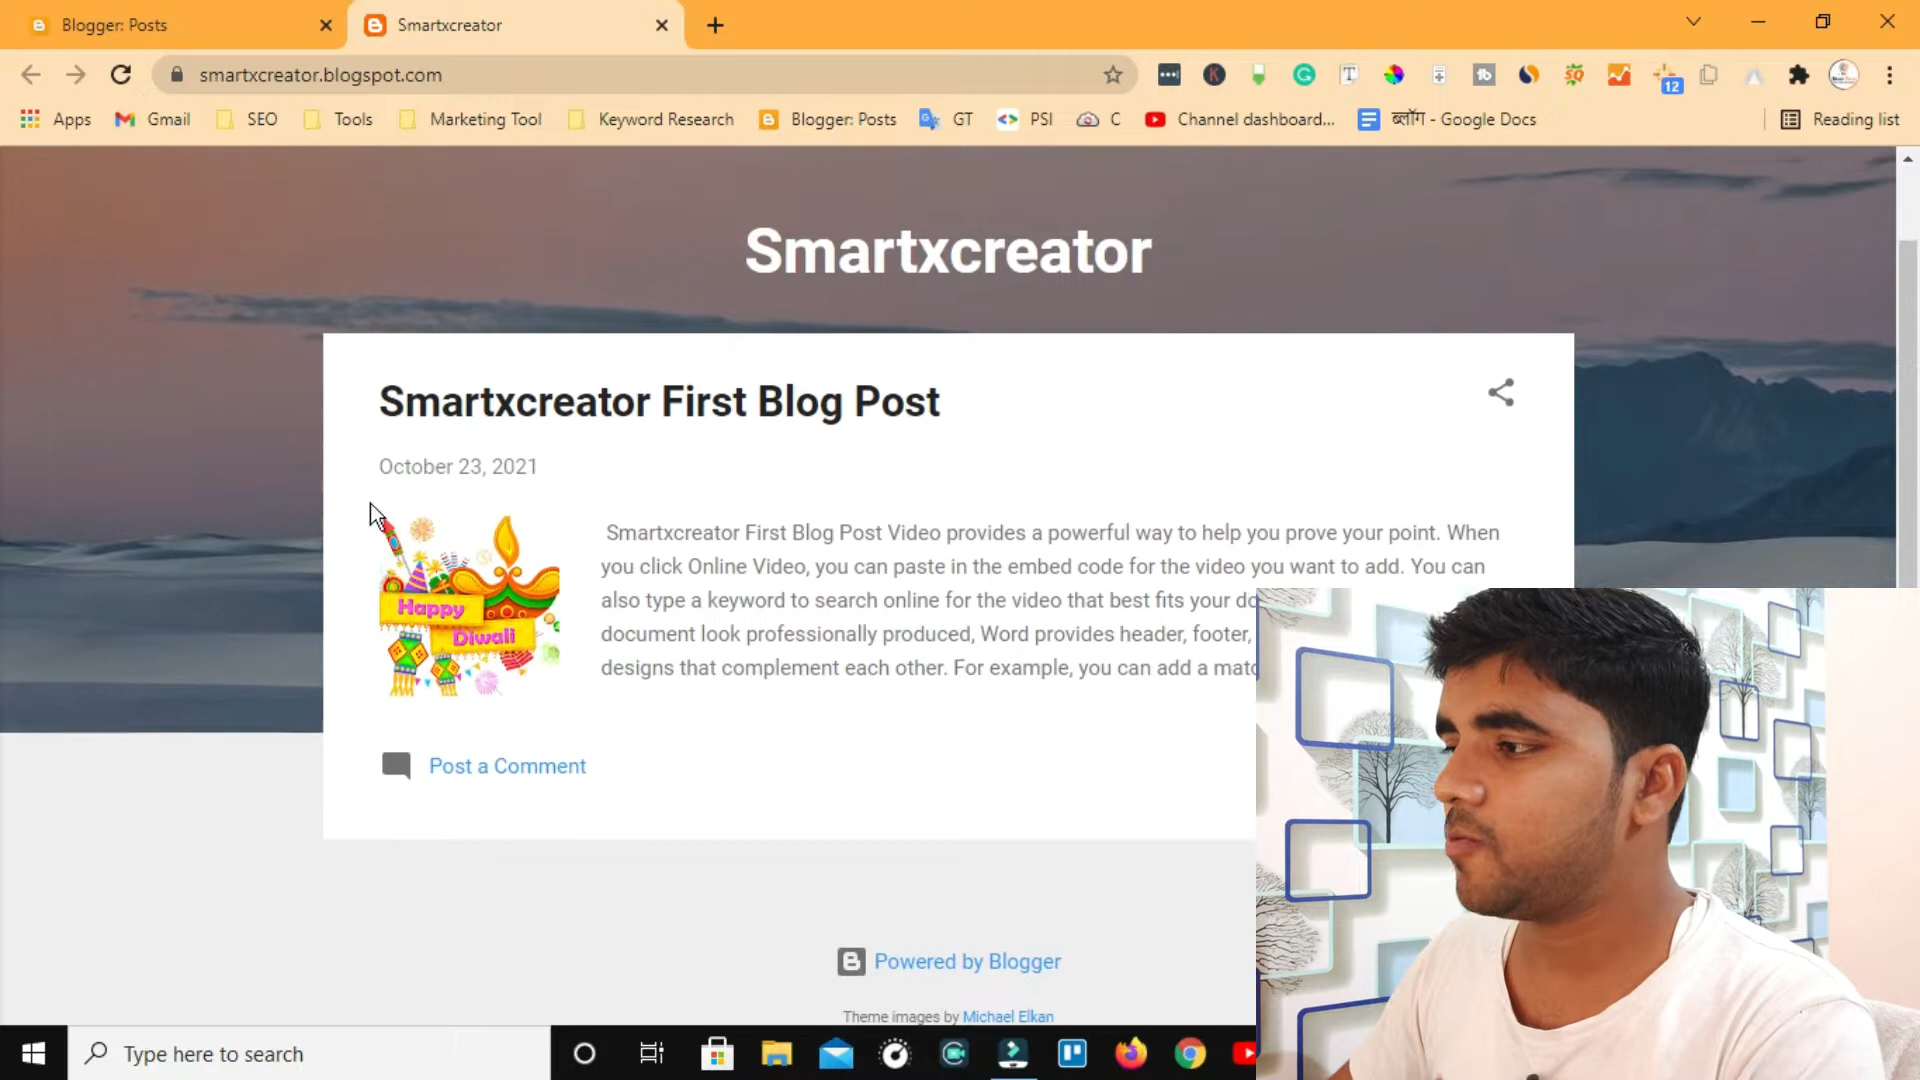 Blogger: Posts
Smartxcreator
smartxcreator.blogspot.com
12
Apps
Gmail
SEO
Tools
Marketing Tool
Keyword Research
Blogger: Posts
GT
PSI
C
Channel dashboard...
ब्लॉग - Google Docs
Reading list
Smartxcreator
Smartxcreator First Blog Post
October 23, 2021
Happy
Diwali
Smartxcreator First Blog Post Video provides a powerful way to help you prove your point. When
you click Online Video, you can paste in the embed code for the video you want to add. You can
also type a keyword to search online for the video that best fits your
document look professionally produced, Word provides header, footer,
designs that complement each other. For example, you can add a
Post a Comment
Powered by Blogger
Theme images by Michael Elkan
Type here to search